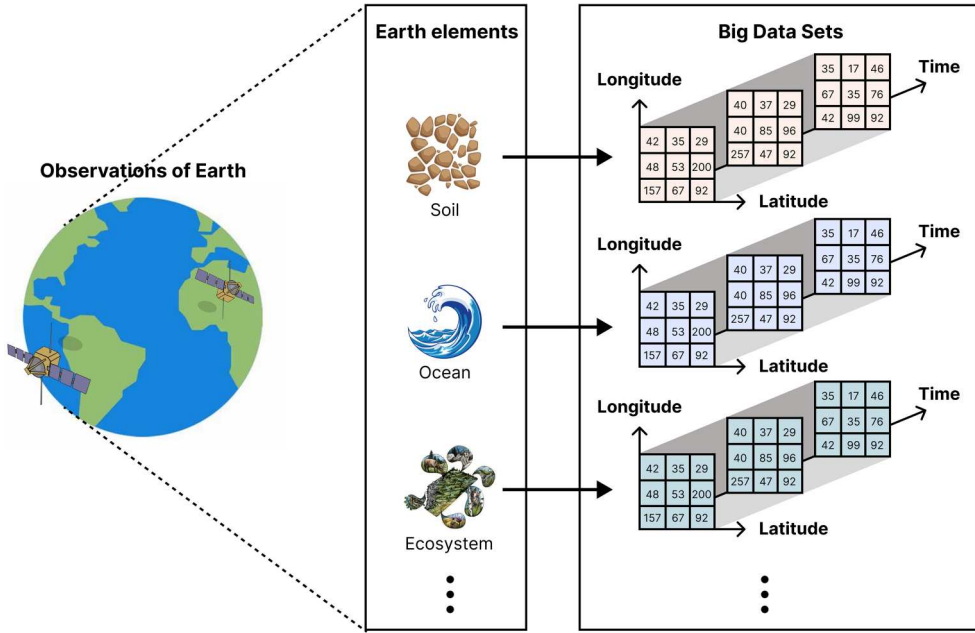 Observations of Earth
Earth elements
Soil
Ocean
Ecosystem
Big Data Sets
Longitude
Time
35 17 46
67 35 76
42 99 92
40 37 29
40 85 96
257 47 92
42 35 29
48 53 200
157 67 92
Latitude
Longitude
Time
35 17 46
67 35 76
42 99 92
40 37 29
40 85 96
257 47 92
42 35 29
48 53 200
157 67 92
Latitude
Longitude
Time
35 17 46
67 35 76
42 99 92
40 37 29
40 85 96
257 47 92
42 35 29
48 53 200
157 67 92
Latitude